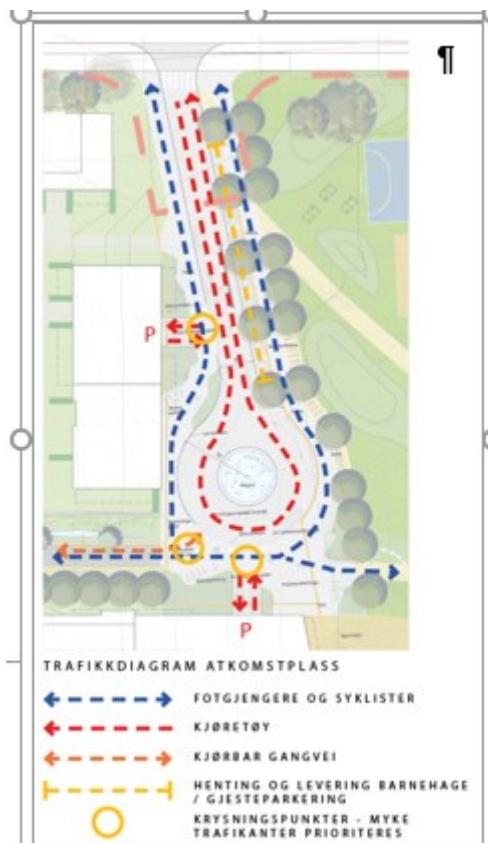 ¶
P
P
TRAFIKKDIAGRAM ATKOMSTPLASS
FOTGJENGERE OG SYKLISTER
KJØRETØY
KJØRBAR GANGVEI
HENTING OG LEVERING BARNEHAGE
/ GJESTEPARKERING
KRYSNINGSPUNKTER - MYKE
TRAFIKANTER PRIORITERES